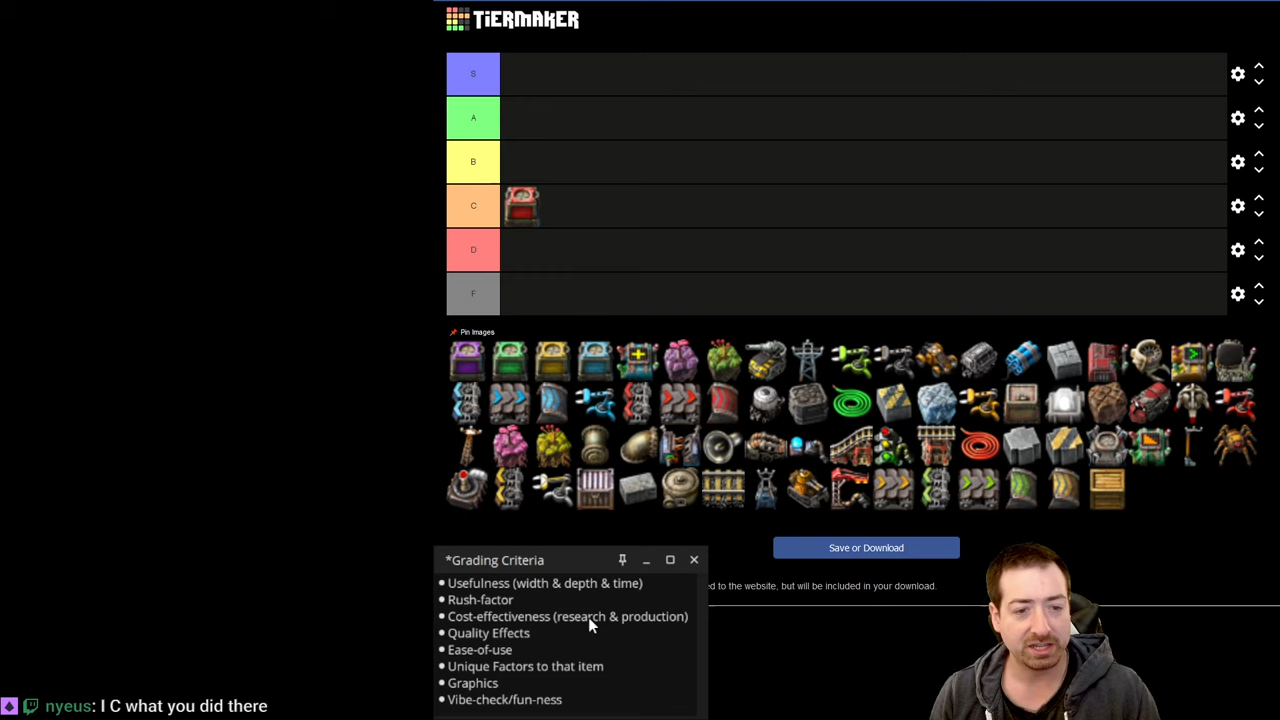 TIERMAKER
S
A
B
C
D
F
Pin Images
Save or Download
ed to the website, but will be included in your download.
*Grading Criteria
• Usefulness (width & depth & time)
• Rush-factor
• Cost-effectiveness (research & production)
• Quality Effects
• Ease-of-use
• Unique Factors to that item
• Graphics
• Vibe-check/fun-ness
nyeus: I C what you did there